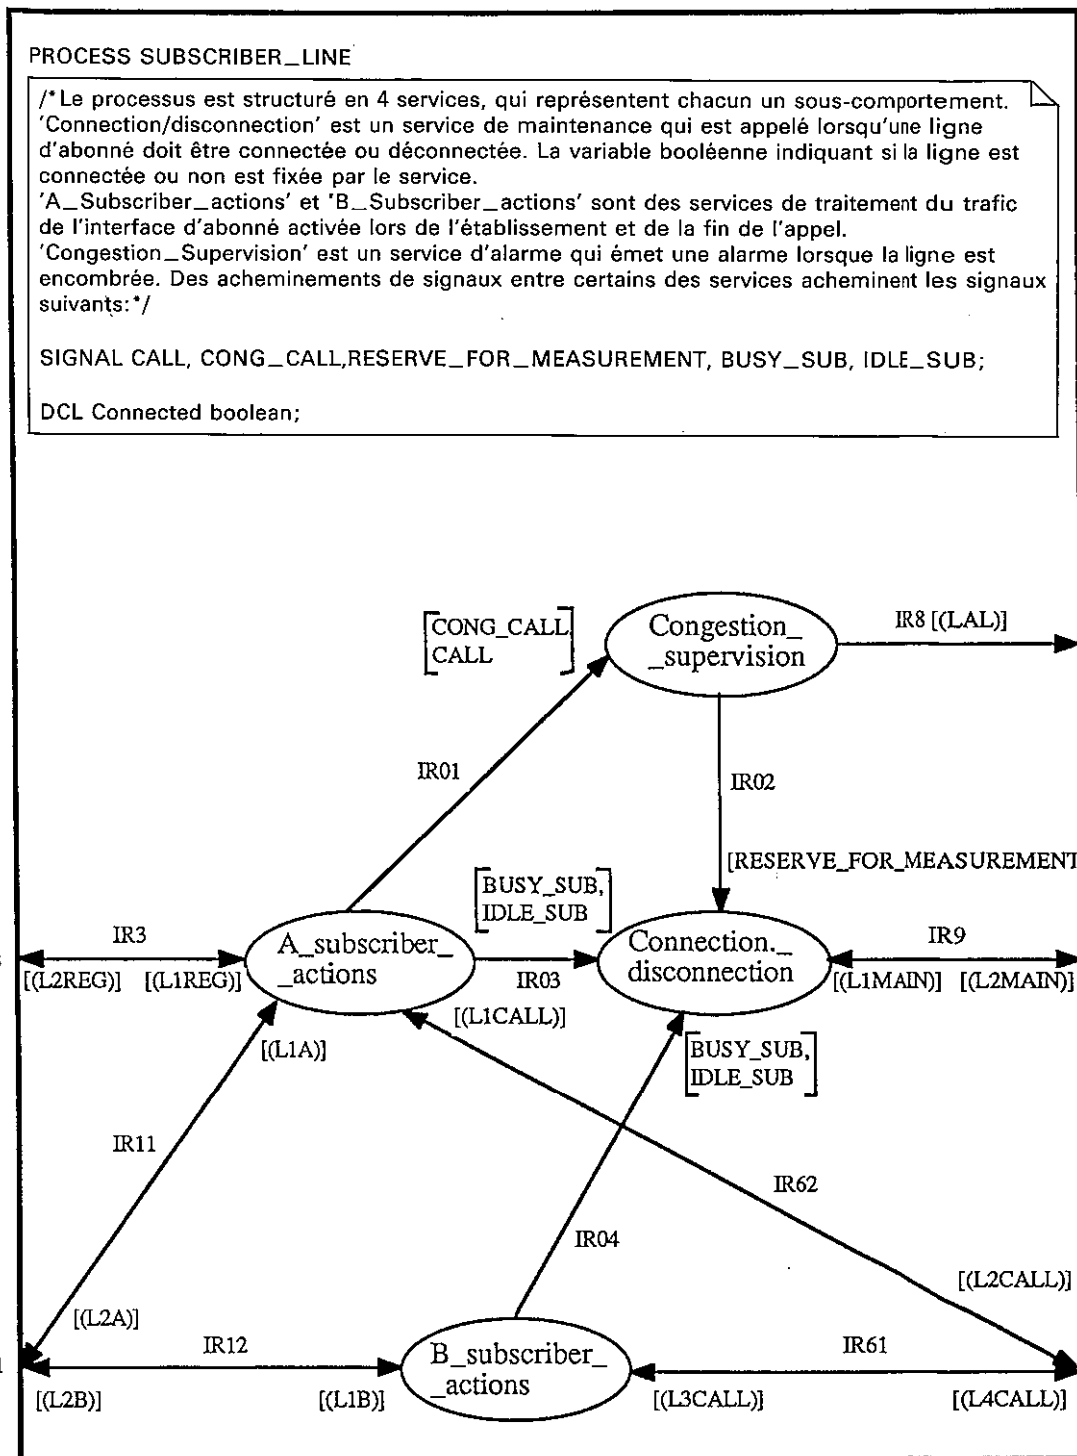 PROCESS SUBSCRIBER_LINE
/*Le processus est structuré en 4 services, qui représentent chacun un sous-comportement.
'Connection/disconnection' est un service de maintenance qui est appelé lorsqu'une ligne
d'abonné doit être connectée ou déconnectée. La variable booléenne indiquant si la ligne est
connectée ou non est fixée par le service.
'A_Subscriber_actions' et 'B_Subscriber_actions' sont des services de traitement du trafic
de l'interface d'abonné activée lors de l'établissement et de la fin de l'appel.
'Congestion_Supervision' est un service d'alarme qui émet une alarme lorsque la ligne est
encombrée. Des acheminements de signaux entre certains des services acheminent les signaux
suivants:*/
SIGNAL CALL, CONG_CALL,RESERVE_FOR_MEASUREMENT, BUSY_SUB, IDLE_SUB;
DCL Connected boolean;
[CONG_CALL
CALL]
Congestion_
_supervision
IR8 [(LAL)]
IR01
IR02
[RESERVE_FOR_MEASUREMENT
[BUSY_SUB,
IDLE_SUB]
IR3
A_subscriber_
_actions
IR03
Connection._
disconnection
IR9
[(L2REG)] [(L1REG)]
[(L1MAIN)] [(L2MAIN)]
[(L1CALL)]
[(L1A)]
[BUSY_SUB,
IDLE_SUB]
IR11
IR62
IR04
[(L2CALL)]
[(L2A)]
IR12
B_subscriber_
_actions
IR61
[(L2B)]
[(L1B)]
[(L3CALL)]
[(L4CALL)]